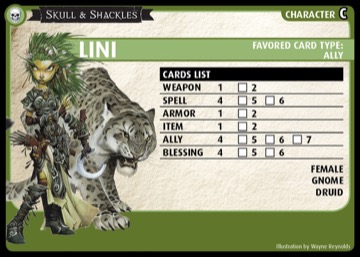 SKULL & SHACKLES
CHARACTER C
LINI
FAVORED CARD TYPE:
ALLY
CARDS LIST
WEAPON 1 □ 2
SPELL 4 □ 5 □ 6
ARMOR 1 □ 2
ITEM 1 □ 2
ALLY 4 □ 5 □ 6 □ 7
BLESSING 4 □ 5 □ 6
FEMALE
GNOME
DRUID
Illustration by Wayne Reynolds